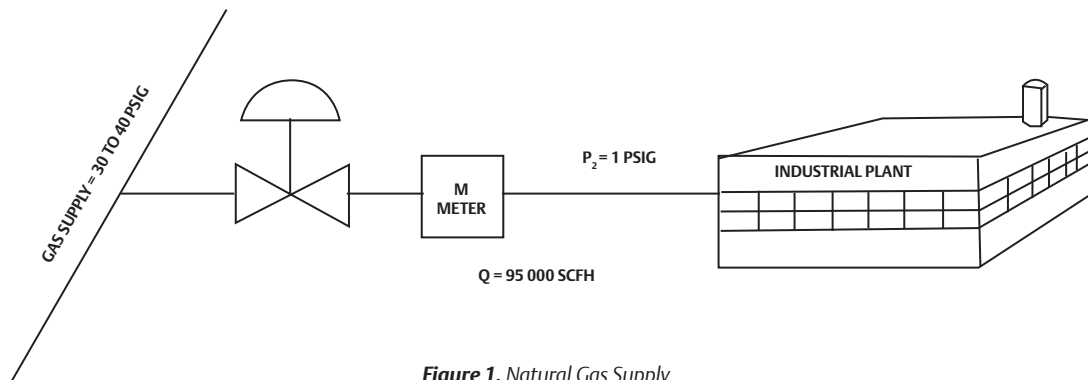 GAS SUPPLY = 30 TO 40 PSIG
M
METER
P₂ = 1 PSIG
INDUSTRIAL PLANT
Q = 95 000 SCFH
Figure 1. Natural Gas Supply